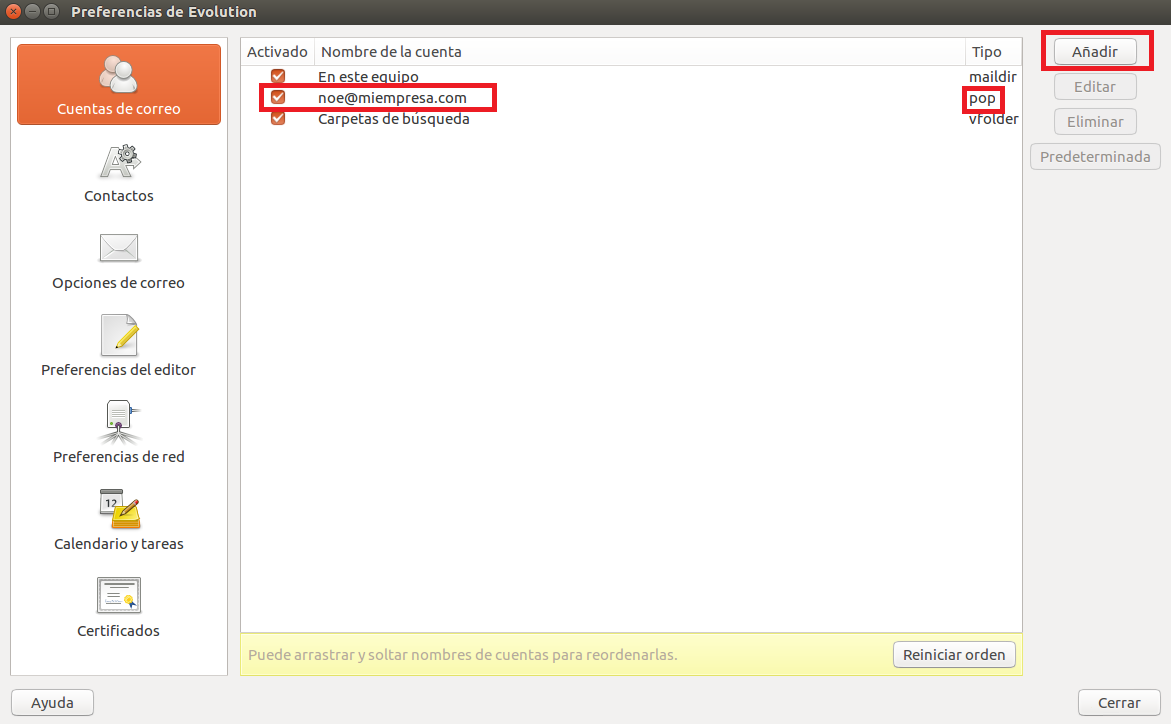 Preferencias de Evolution
Cuentas de correo
Contactos
Opciones de correo
Preferencias del editor
Preferencias de red
12
Calendario y tareas
Certificados
Activado Nombre de la cuenta Tipo
En este equipo maildir
noe@miempresa.com pop
Carpetas de búsqueda vfolder
Añadir
Editar
Eliminar
Predeterminada
Puede arrastrar y soltar nombres de cuentas para reordenarlas.
Reiniciar orden
Ayuda
Cerrar